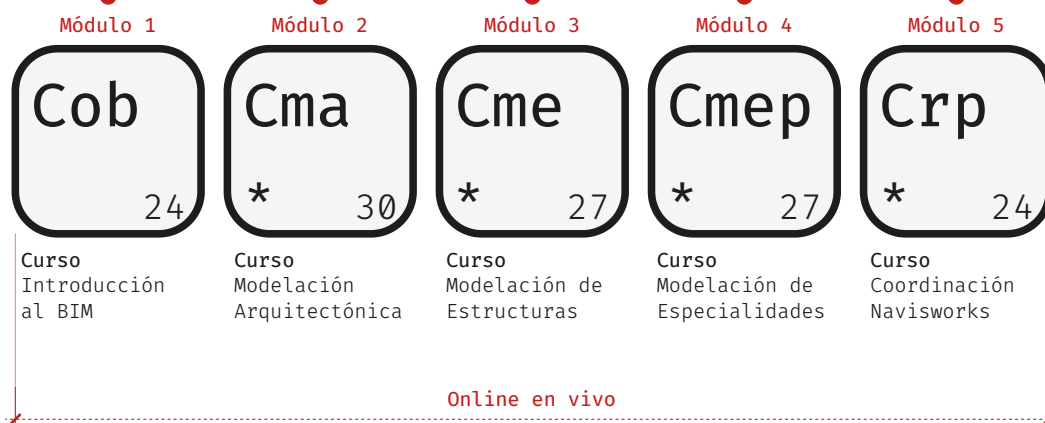 Módulo 1
Módulo 2
Módulo 3
Módulo 4
Módulo 5
Cob
24
Cma
* 30
Cme
* 27
Cmep
* 27
Crp
* 24
Curso
Introducción
al BIM
Curso
Modelación
Arquitectónica
Curso
Modelación de
Estructuras
Curso
Modelación de
Especialidades
Curso
Coordinación
Navisworks
Online en vivo